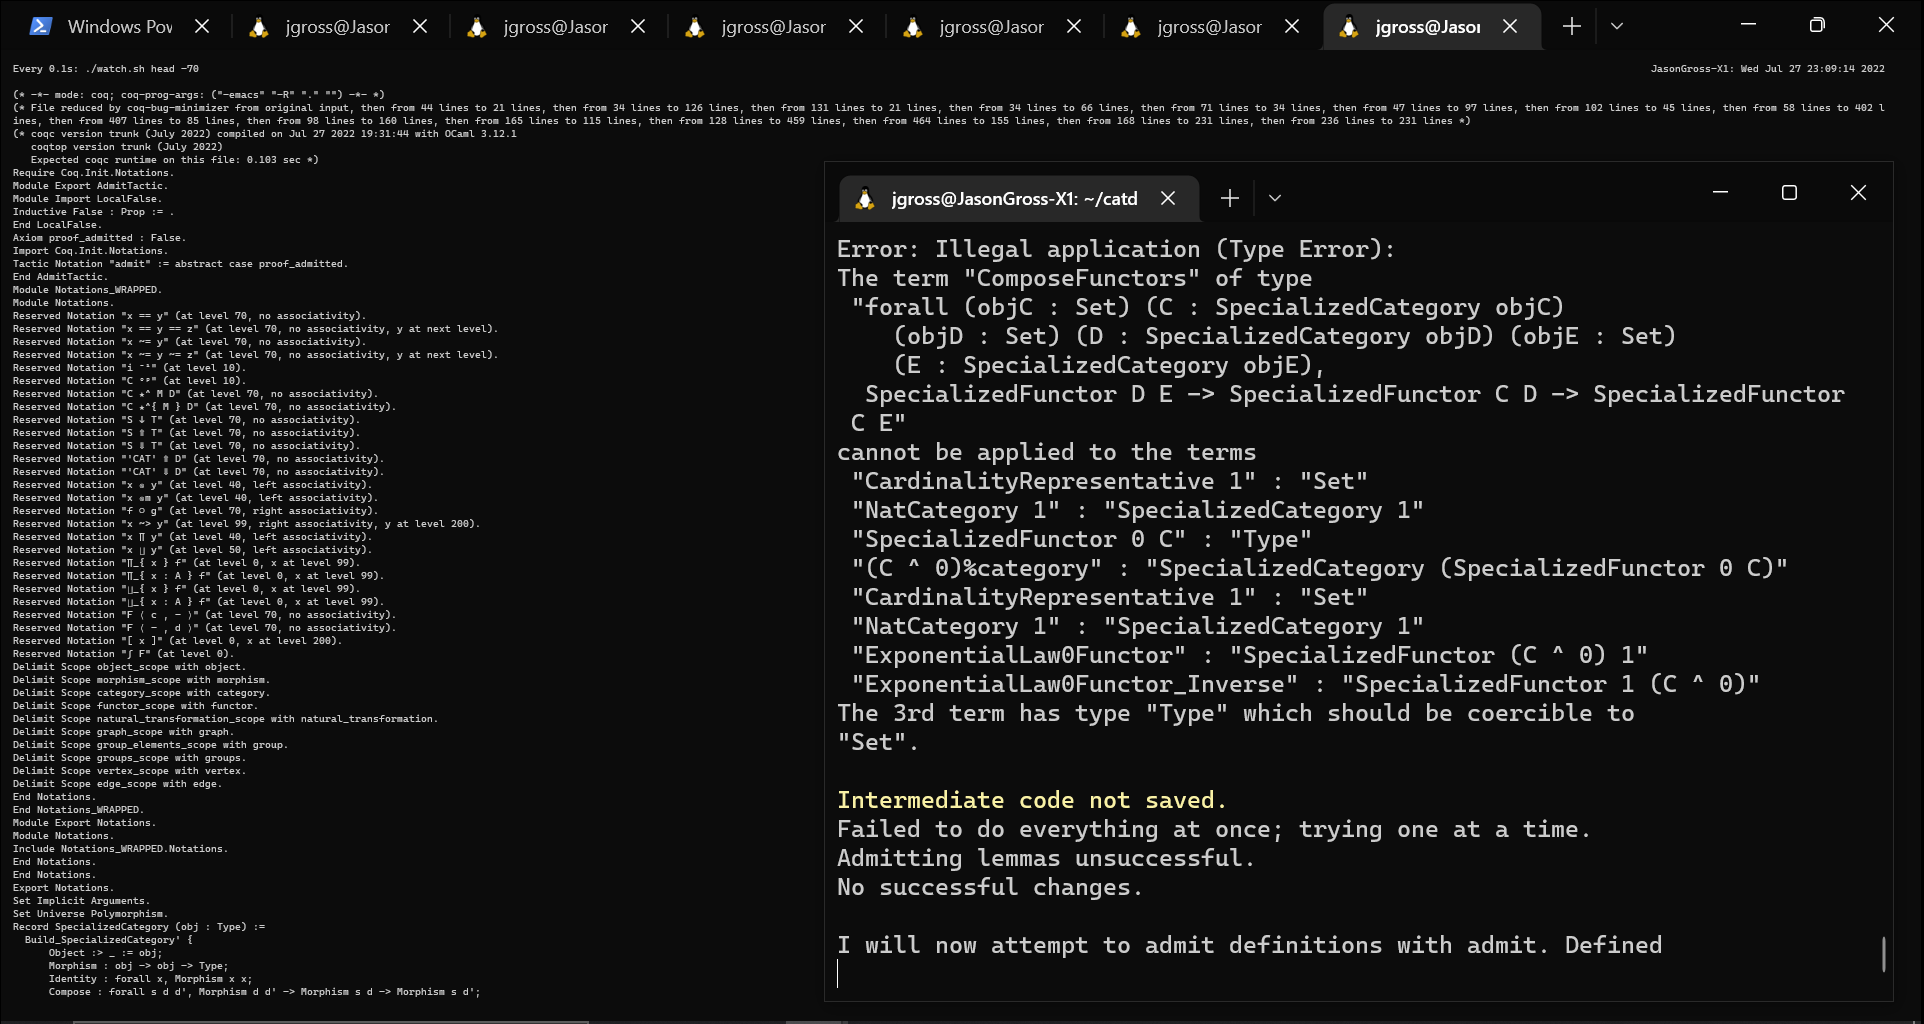 Windows Pov
jgross@Jasor
jgross@Jasor
jgross@Jasor
jgross@Jasor
jgross@Jasor
jgross@Jasor
Every 0.1s: ./watch.sh head -70
JasonGross-X1: Wed Jul 27 23:09:14 2022
(* -*- mode: coq; coq-prog-args: ("-emacs" "-R" "." "") -*- *)
(* File reduced by coq-bug-minimizer from original input, then from 44 lines to 21 lines, then from 34 lines to 126 lines, then from 131 lines to 21 lines, then from 34 lines to 66 lines, then from 71 lines to 34 lines, then from 47 lines to 97 lines, then from 102 lines to 45 lines, then from 58 lines to 402 l
ines, then from 407 lines to 85 lines, then from 98 lines to 160 lines, then from 165 lines to 115 lines, then from 128 lines to 459 lines, then from 464 lines to 155 lines, then from 168 lines to 231 lines, then from 236 lines to 231 lines *)
(* coqc version trunk (July 2022) compiled on Jul 27 2022 19:31:44 with OCaml 3.12.1
coqtop version trunk (July 2022)
Expected coqc runtime on this file: 0.103 sec *)
Require Coq.Init.Notations.
Module Export AdmitTactic.
Module Import LocalFalse.
Inductive False : Prop := .
End LocalFalse.
Axiom proof_admitted : False.
Import Coq.Init.Notations.
Tactic Notation "admit" := abstract case proof_admitted.
End AdmitTactic.
Module Notations_WRAPPED.
Module Notations.
Reserved Notation "x == y" (at level 70, no associativity).
Reserved Notation "x == y == z" (at level 70, no associativity, y at next level).
Reserved Notation "x ~= y" (at level 70, no associativity).
Reserved Notation "x ~= y ~= z" (at level 70, no associativity, y at next level).
Reserved Notation "i ⁻¹" (at level 10).
Reserved Notation "C ᵒᵖ" (at level 10).
Reserved Notation "C ★^ M D" (at level 70, no associativity).
Reserved Notation "C ★^{ M } D" (at level 70, no associativity).
Reserved Notation "S ↓ T" (at level 70, no associativity).
Reserved Notation "S ⇑ T" (at level 70, no associativity).
Reserved Notation "S ⇓ T" (at level 70, no associativity).
Reserved Notation "'CAT' ⇑ D" (at level 70, no associativity).
Reserved Notation "'CAT' ⇓ D" (at level 70, no associativity).
Reserved Notation "x ⊗ y" (at level 40, left associativity).
Reserved Notation "x ⊗m y" (at level 40, left associativity).
Reserved Notation "f ○ g" (at level 70, right associativity).
Reserved Notation "x ~> y" (at level 99, right associativity, y at level 200).
Reserved Notation "x ∏ y" (at level 40, left associativity).
Reserved Notation "x ∐ y" (at level 50, left associativity).
Reserved Notation "∏_{ x } f" (at level 0, x at level 99).
Reserved Notation "∏_{ x : A } f" (at level 0, x at level 99).
Reserved Notation "∐_{ x } f" (at level 0, x at level 99).
Reserved Notation "∐_{ x : A } f" (at level 0, x at level 99).
Reserved Notation "F ⟨ c , - ⟩" (at level 70, no associativity).
Reserved Notation "F ⟨ - , d ⟩" (at level 70, no associativity).
Reserved Notation "[ x ]" (at level 0, x at level 200).
Reserved Notation "∫ F" (at level 0).
Delimit Scope object_scope with object.
Delimit Scope morphism_scope with morphism.
Delimit Scope category_scope with category.
Delimit Scope functor_scope with functor.
Delimit Scope natural_transformation_scope with natural_transformation.
Delimit Scope graph_scope with graph.
Delimit Scope group_elements_scope with group.
Delimit Scope groups_scope with groups.
Delimit Scope vertex_scope with vertex.
Delimit Scope edge_scope with edge.
End Notations.
End Notations_WRAPPED.
Module Export Notations.
Module Notations.
Include Notations_WRAPPED.Notations.
End Notations.
End Notations.
Export Notations.
Set Implicit Arguments.
Set Universe Polymorphism.
Record SpecializedCategory (obj : Type) :=
Build_SpecializedCategory' {
Object :> _ := obj;
Morphism : obj -> obj -> Type;
Identity : forall x, Morphism x x;
Compose : forall s d d', Morphism d d' -> Morphism s d -> Morphism s d';
jgross@JasonGross-X1: ~/catd
Error: Illegal application (Type Error):
The term "ComposeFunctors" of type
"forall (objC : Set) (C : SpecializedCategory objC)
(objD : Set) (D : SpecializedCategory objD) (objE : Set)
(E : SpecializedCategory objE),
SpecializedFunctor D E -> SpecializedFunctor C D -> SpecializedFunctor
C E"
cannot be applied to the terms
"CardinalityRepresentative 1" : "Set"
"NatCategory 1" : "SpecializedCategory 1"
"SpecializedFunctor 0 C" : "Type"
"(C ^ 0)%category" : "SpecializedCategory (SpecializedFunctor 0 C)"
"CardinalityRepresentative 1" : "Set"
"NatCategory 1" : "SpecializedCategory 1"
"ExponentialLaw0Functor" : "SpecializedFunctor (C ^ 0) 1"
"ExponentialLaw0Functor_Inverse" : "SpecializedFunctor 1 (C ^ 0)"
The 3rd term has type "Type" which should be coercible to
"Set".
Intermediate code not saved.
Failed to do everything at once; trying one at a time.
Admitting lemmas unsuccessful.
No successful changes.
I will now attempt to admit definitions with admit. Defined